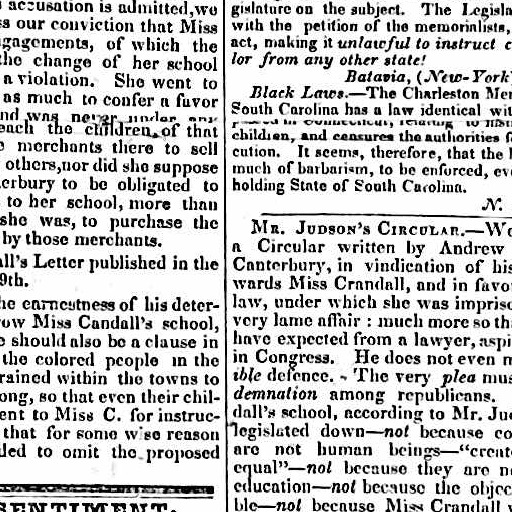 accusation is admitted, we
our conviction that Miss
gagements, of which the
change of her school
a violation. She went to
as much to confer a favor
nd was never under any
each the children of that
merchants there to sell
others, nor did she suppose
erbury to be obligated to
to her school, more than
she was, to purchase the
by those merchants.
all's Letter published in the
9th.
he earnestness of his deter-
ow Miss Candall's school,
should also be a clause in
the colored people in the
rained within the towns to
ong, so that even their chil-
ent to Miss C. for instruc-
that for some wise reason
ded to omit the proposed
SENTIMENT.
gislature on the subject. The Legisla
with the petition of the memorialists,
act, making it unlawful to instruct c
lor from any other state!
Batavia, (New-York
Black Laws.—The Charleston Mer
South Carolina has a law identical wit
passed in Connecticut, relating to inst
children, and censures the authorities f
cution. It seems, therefore, that the l
much of barbarism, to be enforced, ev
holding State of South Carolina.
N.
Mr. Judson's Circular.—We
a Circular written by Andrew
Canterbury, in vindication of his
wards Miss Crandall, and in favo
law, under which she was impriso
very lame affair : much more so th
have expected from a lawyer, aspi
in Congress. He does not even m
ible defence. - The very plea mus
demnation among republicans.
dall's school, according to Mr. Jud
legislated down—not because co
are not human beings—"create
equal"—not because they are n
education—not because the objec
ble—not because Miss Crandall